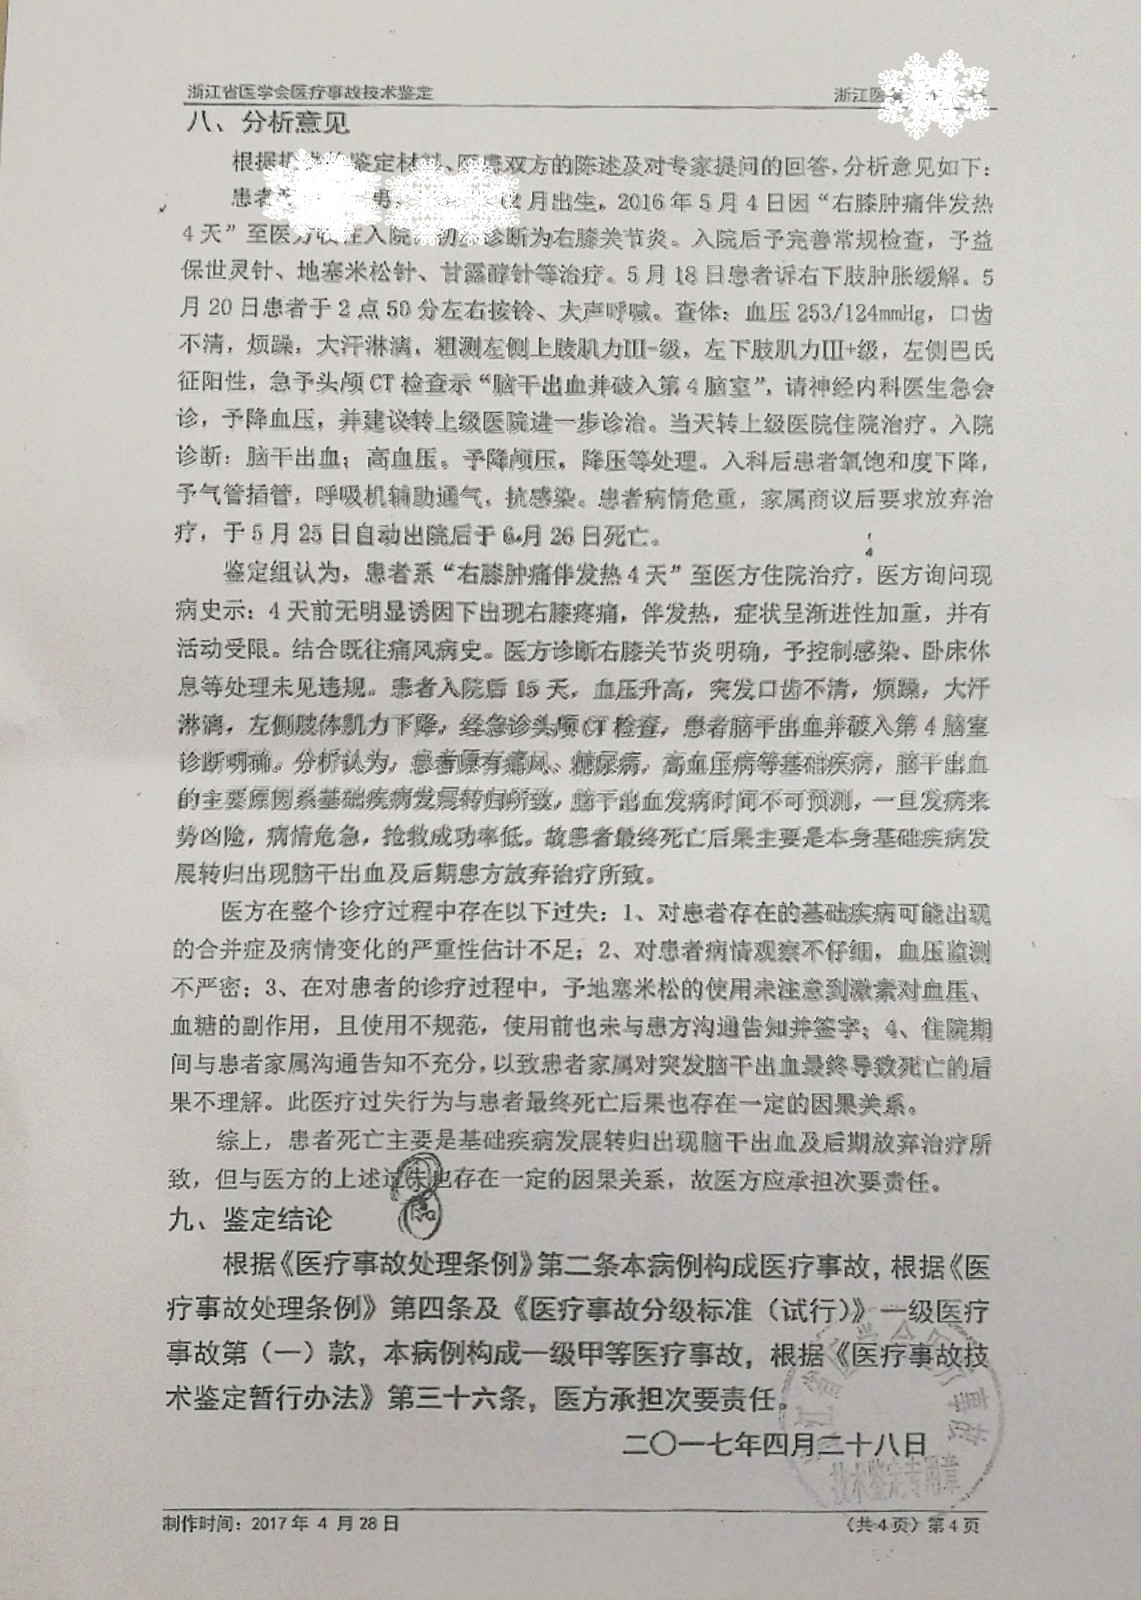 浙江省医学会医疗事故技术鉴定
浙江医
八、分析意见
根据 鉴定材料、医患双方的陈述及对专家提问的回答，分析意见如下：
患者 男， 2月出生，2016年5月4日因“右膝肿痛伴发热
4天”至医方收住入院，初步诊断为右膝关节炎。入院后予完善常规检查，予益
保世灵针、地塞米松针、甘露醇针等治疗。5月18日患者诉右下肢肿胀缓解。5
月20日患者于2点50分左右按铃、大声呼喊。查体：血压253/124mmHg，口齿
不清，烦躁，大汗淋漓，粗测左侧上肢肌力III-级，左下肢肌力III+级，左侧巴氏
征阳性，急予头颅CT检查示“脑干出血并破入第4脑室”，请神经内科医生急会
诊，予降血压，并建议转上级医院进一步诊治。当天转上级医院住院治疗。入院
诊断：脑干出血；高血压。予降颅压，降压等处理。入科后患者氧饱和度下降，
予气管插管，呼吸机辅助通气，抗感染。患者病情危重，家属商议后要求放弃治
疗，于5月25日自动出院后于6月26日死亡。
鉴定组认为，患者系“右膝肿痛伴发热4天”至医方住院治疗，医方询问现
病史示：4天前无明显诱因下出现右膝疼痛，伴发热，症状呈渐进性加重，并有
活动受限。结合既往痛风病史。医方诊断右膝关节炎明确，予控制感染、卧床休
息等处理未见违规。患者入院后15天，血压升高，突发口齿不清，烦躁，大汗
淋漓，左侧肢体肌力下降，经急诊头颅CT检查，患者脑干出血并破入第4脑室
诊断明确。分析认为，患者原有痛风、糖尿病，高血压病等基础疾病，脑干出血
的主要原因系基础疾病发展转归所致，脑干出血发病时间不可预测，一旦发病来
势凶险，病情危急，抢救成功率低。故患者最终死亡后果主要是本身基础疾病发
展转归出现脑干出血及后期患方放弃治疗所致。
医方在整个诊疗过程中存在以下过失：1、对患者存在的基础疾病可能出现
的合并症及病情变化的严重性估计不足；2、对患者病情观察不仔细，血压监测
不严密；3、在对患者的诊疗过程中，予地塞米松的使用未注意到激素对血压、
血糖的副作用，且使用不规范，使用前也未与患方沟通告知并签字；4、住院期
间与患者家属沟通告知不充分，以致患者家属对突发脑干出血最终导致死亡的后
果不理解。此医疗过失行为与患者最终死亡后果也存在一定的因果关系。
综上，患者死亡主要是基础疾病发展转归出现脑干出血及后期放弃治疗所
致，但与医方的上述过失也存在一定的因果关系，故医方应承担次要责任。
九、鉴定结论
根据《医疗事故处理条例》第二条本病例构成医疗事故，根据《医
疗事故处理条例》第四条及《医疗事故分级标准（试行）》一级医疗
事故第（一）款，本病例构成一级甲等医疗事故，根据《医疗事故技
术鉴定暂行办法》第三十六条，医方承担次要责任。
二〇一七年四月二十八日
技术鉴定专用章
制作时间：2017年 4 月 28日
（共4页）第4页